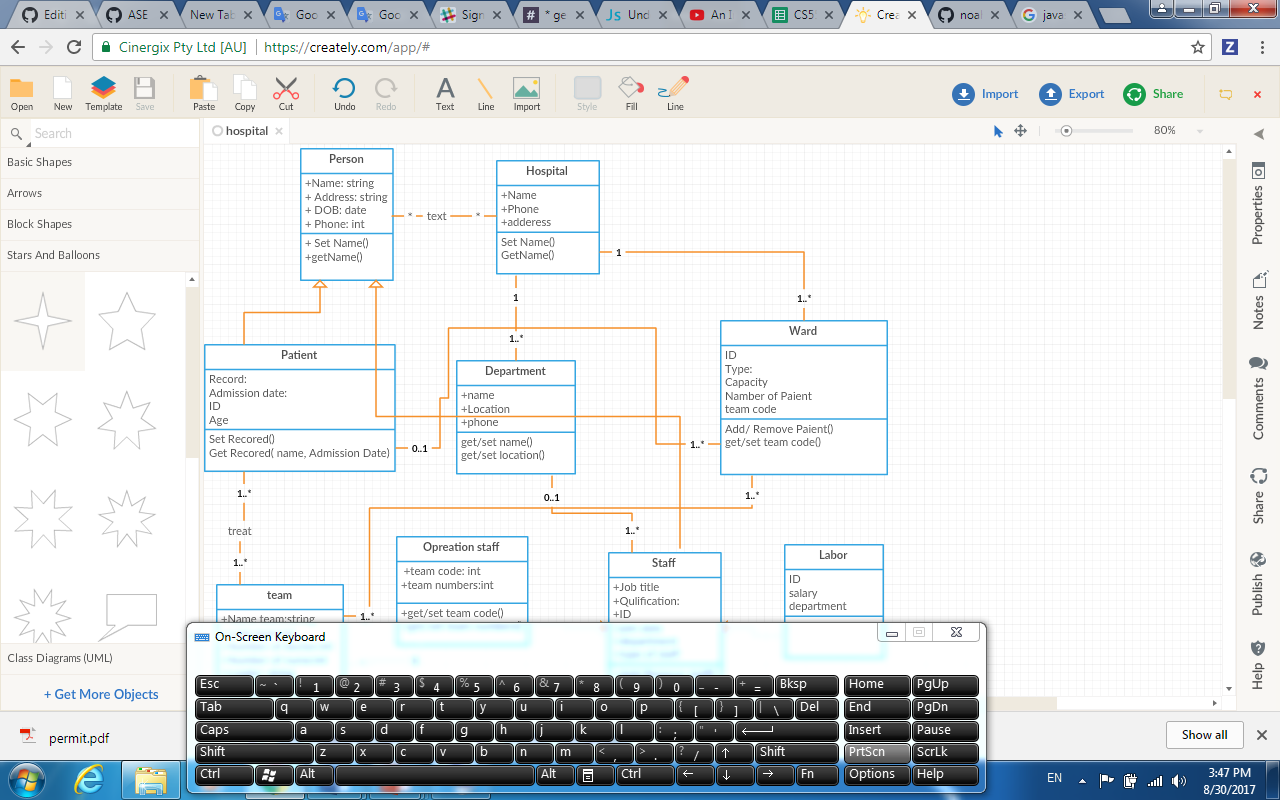 Editi
ASE
New Tab
Goo
Goo
Sign
* ge
Und
An I
CS5
Crea
noal
java
Cinergix Pty Ltd [AU]
https://creately.com/app/#
Open
New
Template
Save
Paste
Copy
Cut
Undo
Redo
Text
Line
Import
Style
Fill
Line
Import
Export
Share
Search
hospital
80%
Basic Shapes
Arrows
Block Shapes
Stars And Balloons
Class Diagrams (UML)
+ Get More Objects
Person
+Name: string
+ Address: string
+ DOB: date
+ Phone: int
+ Set Name()
+getName()
* text *
Hospital
+Name
+Phone
+adderess
Set Name()
GetName()
1
1..*
1
1..*
Patient
Record:
Admission date:
ID
Age
Set Recored()
Get Recored( name, Admission Date)
0..1
Department
+name
+Location
+phone
get/set name()
get/set location()
Ward
ID
Type:
Capacity
Namber of Paient
team code
Add/ Remove Paient()
get/set team code()
1..*
1..*
1..*
treat
1..*
0..1
1..*
Opreation staff
+team code: int
+team numbers:int
+get/set team code()
Staff
+Job title
+Qulification:
+ID
Labor
ID
salary
department
team
+Name team:string
1..*
Properties
Notes
Comments
Share
Publish
Help
On-Screen Keyboard
Esc ~ ` ! 1 @ 2 # 3 $ 4 % 5 ^ 6 & 7 * 8 ( 9 ) 0 _ - + = Bksp Home PgUp
Tab q w e r t y u i o p { [ } ] | \ Del End PgDn
Caps a s d f g h j k l : ; " ' Insert Pause
Shift z x c v b n m < , > . ? / ↑ Shift PrtScn ScrLk
Ctrl Alt Alt Ctrl ← ↓ → Fn Options Help
permit.pdf
Show all
EN
3:47 PM
8/30/2017